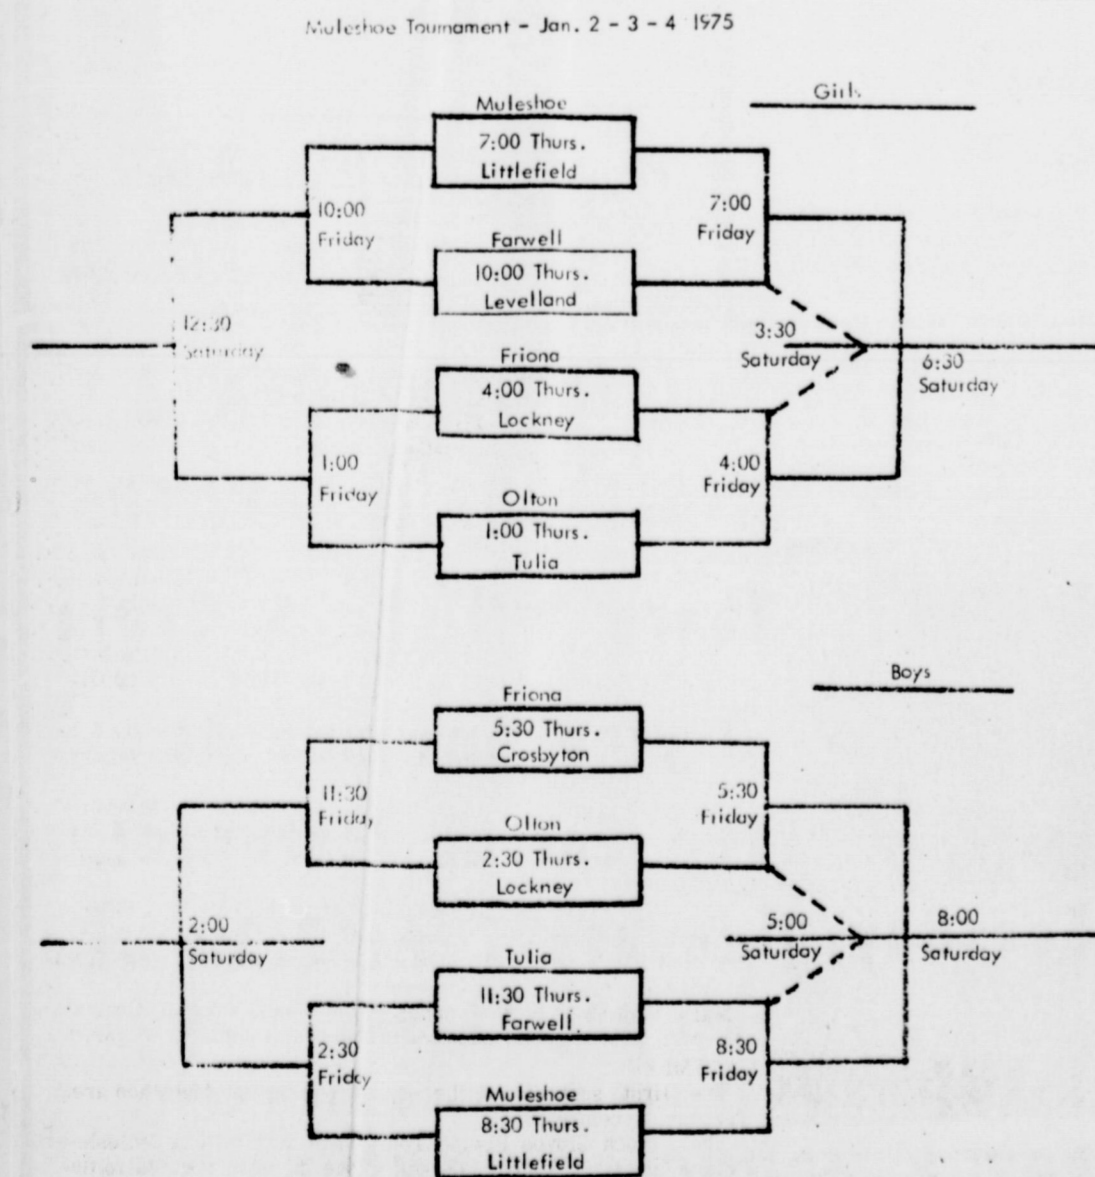 Muleshoe Tournament - Jan. 2 - 3 - 4 1975
Girls
Muleshoe
7:00 Thurs.
Littlefield
10:00
Friday
7:00
Friday
Farwell
10:00 Thurs.
Levelland
12:30
Saturday
3:30
Saturday
6:30
Saturday
Friona
4:00 Thurs.
Lockney
1:00
Friday
4:00
Friday
Olton
1:00 Thurs.
Tulia
Boys
Friona
5:30 Thurs.
Crosbyton
11:30
Friday
5:30
Friday
Olton
2:30 Thurs.
Lockney
2:00
Saturday
5:00
Saturday
8:00
Saturday
Tulia
11:30 Thurs.
Farwell
2:30
Friday
8:30
Friday
Muleshoe
8:30 Thurs.
Littlefield